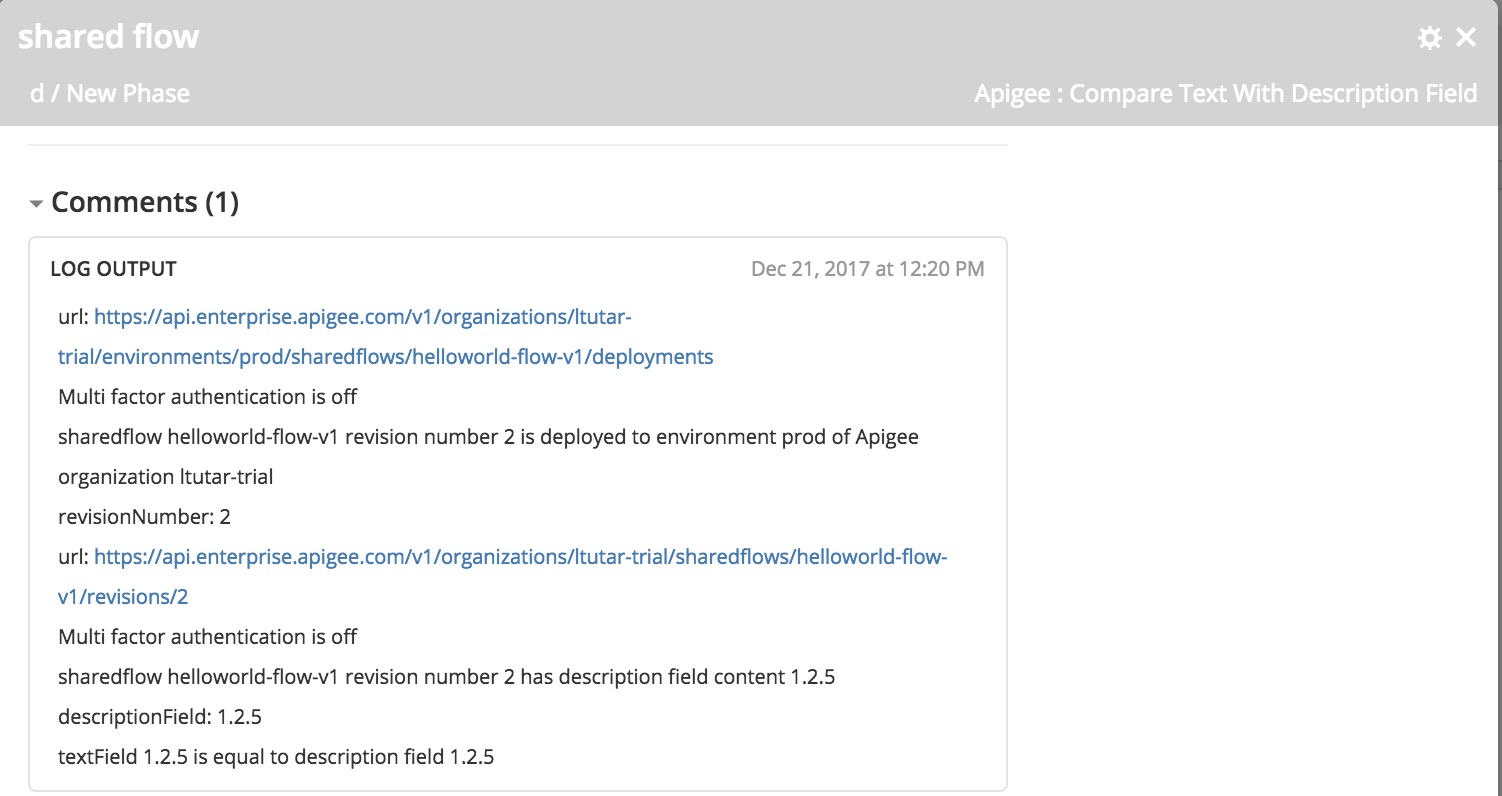 shared flow
d / New Phase
Apigee : Compare Text With Description Field
Comments (1)
LOG OUTPUT
Dec 21, 2017 at 12:20 PM
url: https://api.enterprise.apigee.com/v1/organizations/ltutar-
trial/environments/prod/sharedflows/helloworld-flow-v1/deployments
Multi factor authentication is off
sharedflow helloworld-flow-v1 revision number 2 is deployed to environment prod of Apigee
organization ltutar-trial
revisionNumber: 2
url: https://api.enterprise.apigee.com/v1/organizations/ltutar-trial/sharedflows/helloworld-flow-
v1/revisions/2
Multi factor authentication is off
sharedflow helloworld-flow-v1 revision number 2 has description field content 1.2.5
descriptionField: 1.2.5
textField 1.2.5 is equal to description field 1.2.5